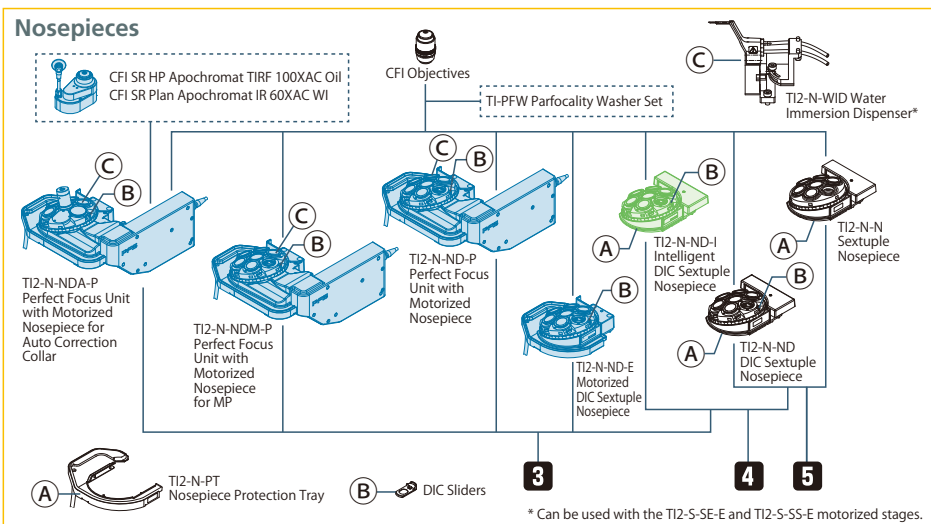 Nosepieces
CFI SR HP Apochromat TIRF 100XAC Oil
CFI SR Plan Apochromat IR 60XAC WI
CFI Objectives
TI-PFW Parfocality Washer Set
C
TI2-N-WID Water
Immersion Dispenser*
C
B
TI2-N-NDA-P
Perfect Focus Unit
with Motorized
Nosepiece for
Auto Correction
Collar
C
B
TI2-N-NDM-P
Perfect Focus
Unit with
Motorized
Nosepiece
for MP
C
B
TI2-N-ND-P
Perfect Focus
Unit with
Motorized
Nosepiece
B
TI2-N-ND-E
Motorized
DIC Sextuple
Nosepiece
B
A
TI2-N-ND-I
Intelligent
DIC Sextuple
Nosepiece
A
TI2-N-N
Sextuple
Nosepiece
B
A
TI2-N-ND
DIC Sextuple
Nosepiece
3
4
5
A
TI2-N-PT
Nosepiece Protection Tray
B
DIC Sliders
* Can be used with the TI2-S-SE-E and TI2-S-SS-E motorized stages.